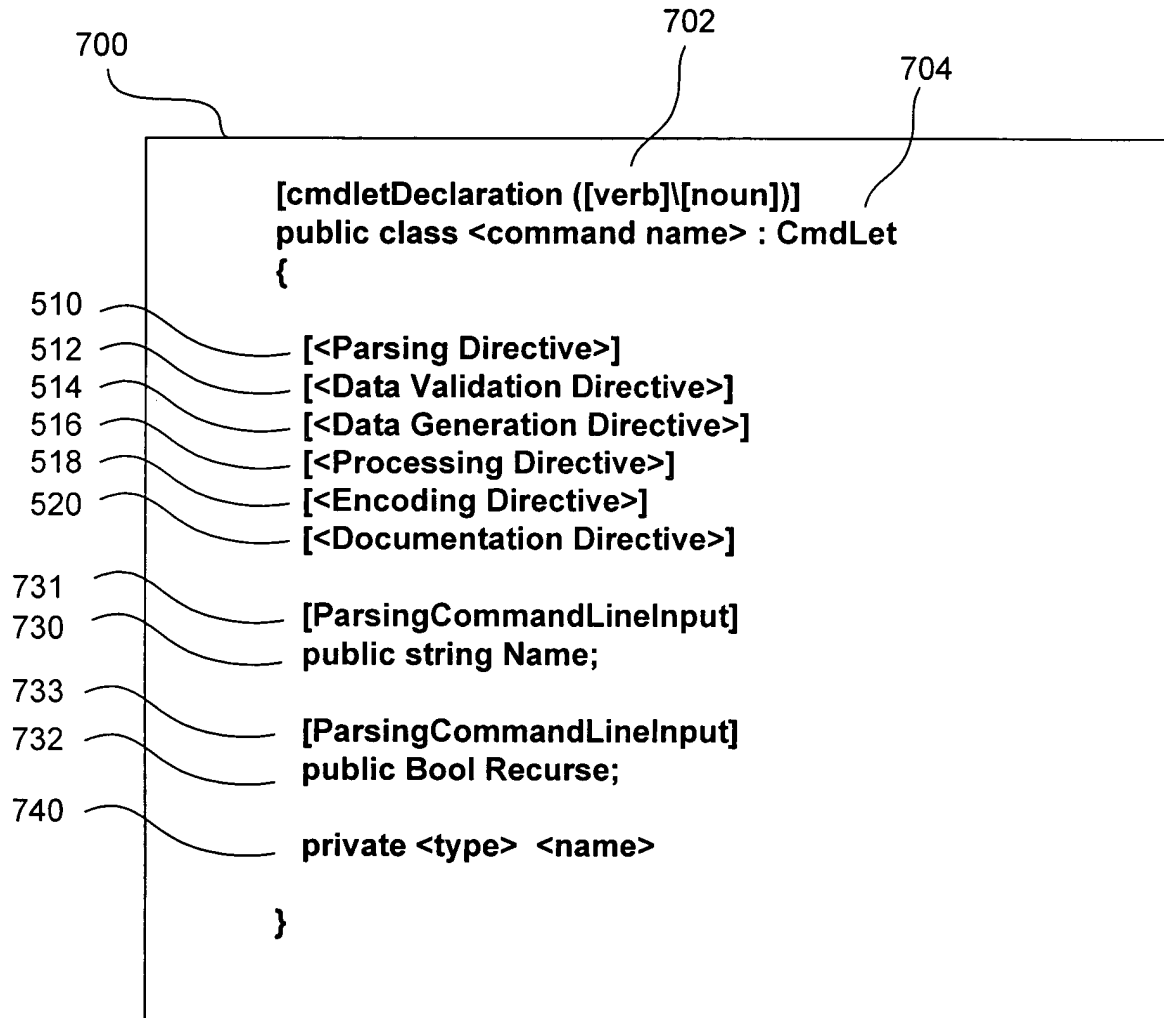 702
700
704
[cmdletDeclaration ([verb]\[noun])]
public class <command name> : CmdLet
{
510
[<Parsing Directive>]
512
[<Data Validation Directive>]
514
[<Data Generation Directive>]
516
[<Processing Directive>]
518
[<Encoding Directive>]
520
[<Documentation Directive>]
731
[ParsingCommandLineInput]
730
public string Name;
733
[ParsingCommandLineInput]
732
public Bool Recurse;
740
private <type> <name>
}